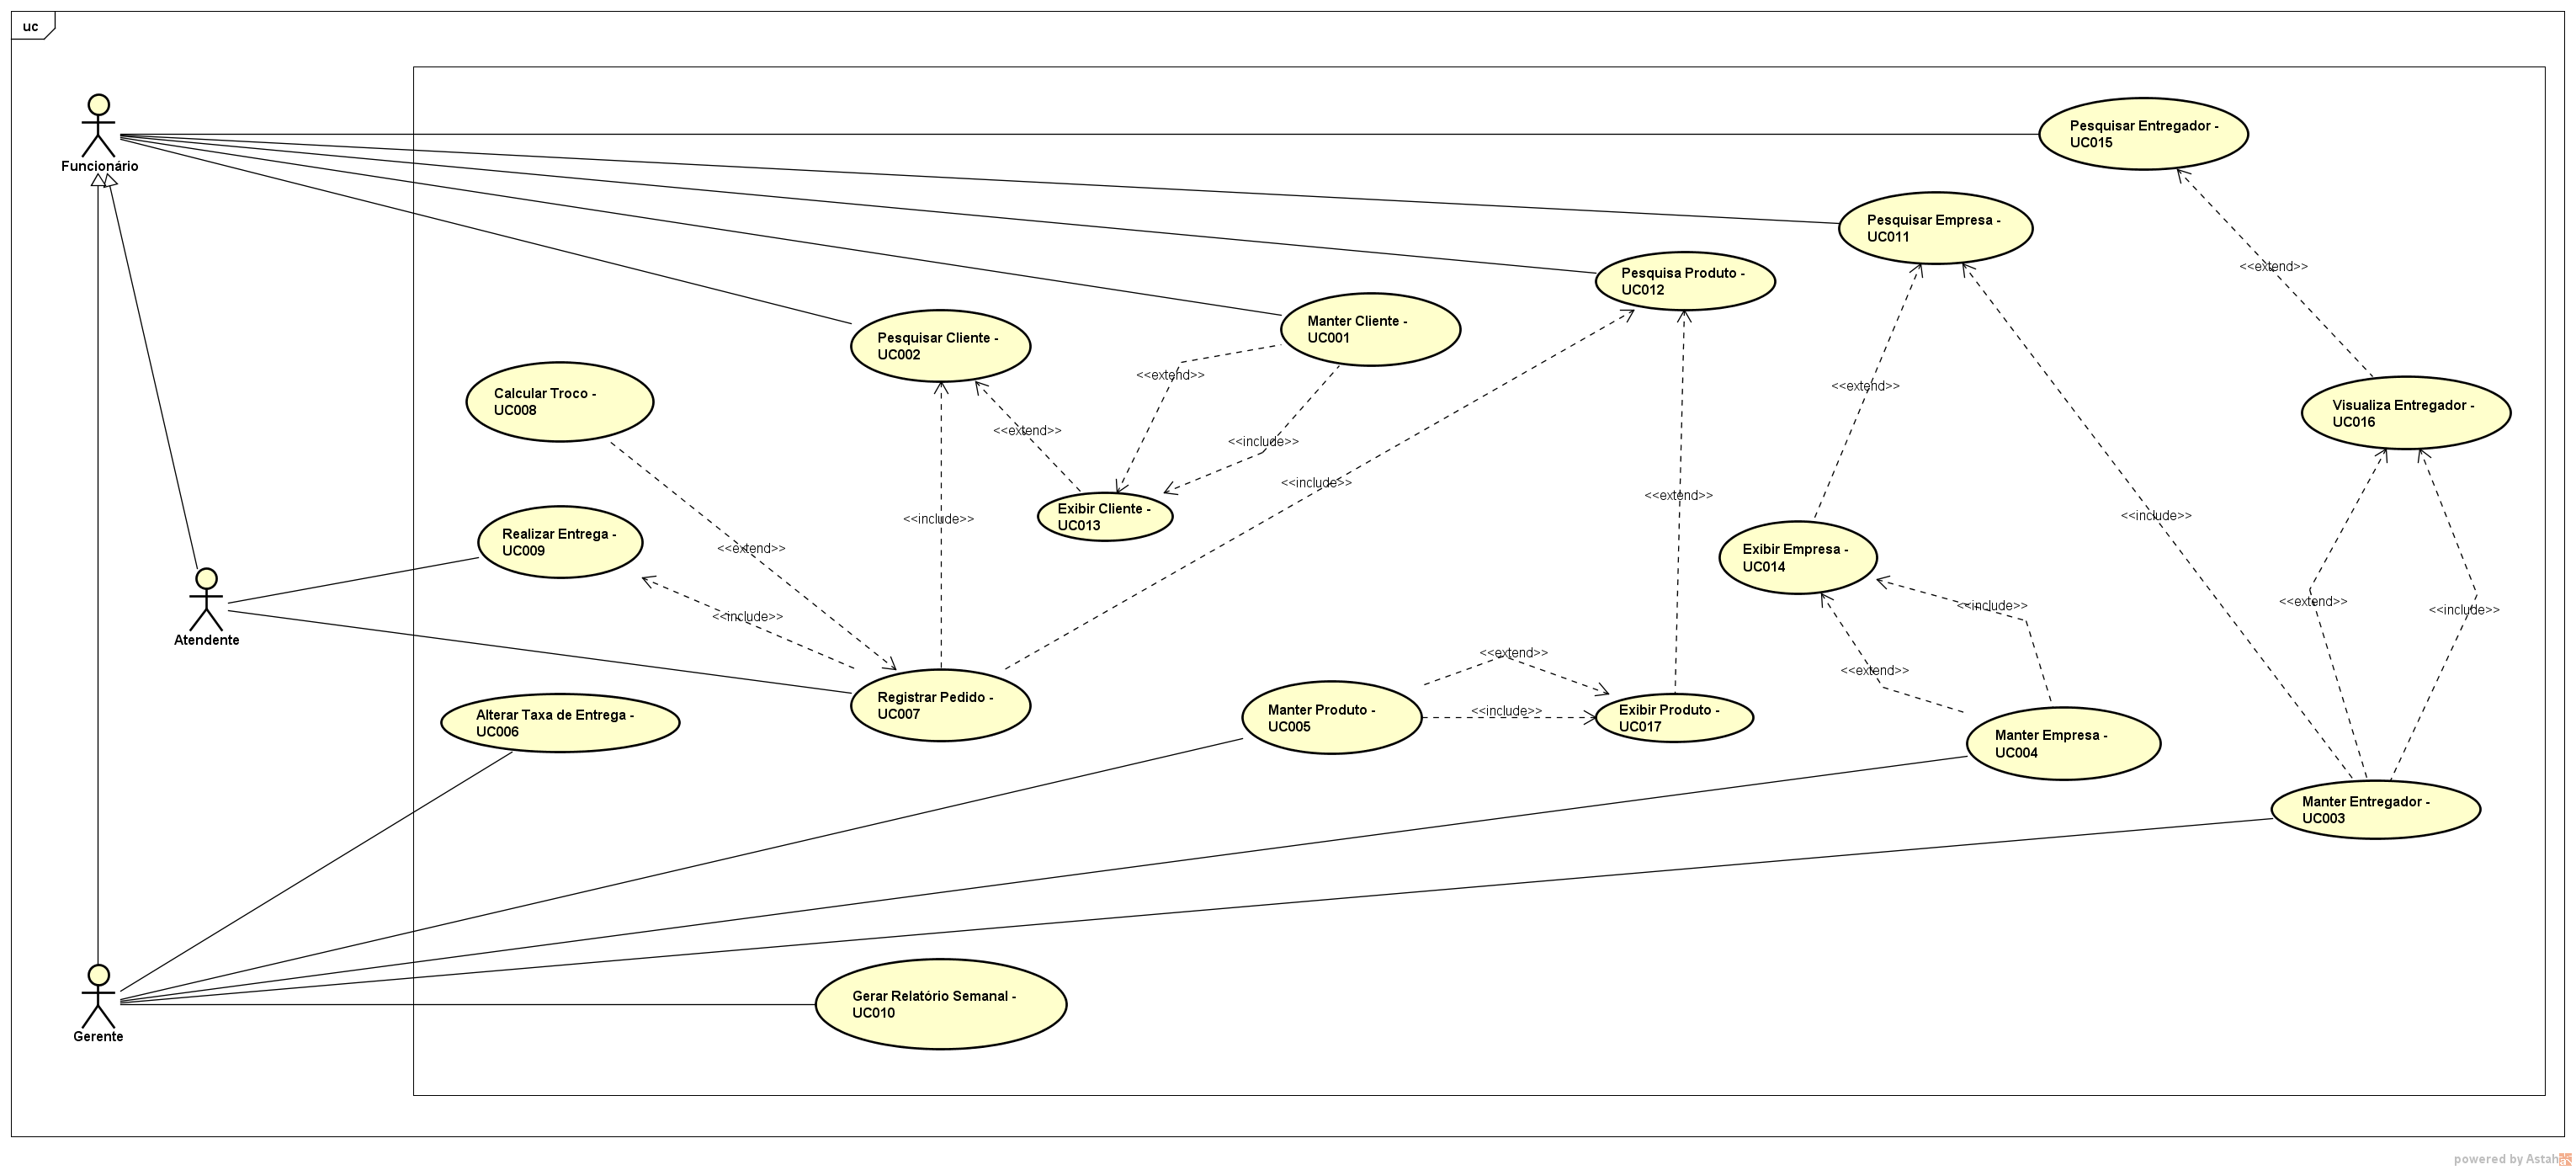 uc
Funcionário
Pesquisar Entregador -
UC015
Pesquisar Empresa -
UC011
Pesquisa Produto -
UC012
<<extend>>
Manter Cliente -
UC001
Pesquisar Cliente -
UC002
Calcular Troco -
UC008
<<extend>>
<<extend>>
Visualiza Entregador -
UC016
<<extend>>
<<include>>
<<include>>
<<extend>>
Exibir Cliente -
UC013
<<include>>
<<include>>
Realizar Entrega -
UC009
<<extend>>
Exibir Empresa -
UC014
<<include>>
<<extend>>
<<include>>
<<include>>
Atendente
<<extend>>
<<extend>>
Registrar Pedido -
UC007
Alterar Taxa de Entrega -
UC006
Manter Produto -
UC005
<<include>>
Exibir Produto -
UC017
Manter Empresa -
UC004
Manter Entregador -
UC003
Gerar Relatório Semanal -
UC010
Gerente
powered by Astah